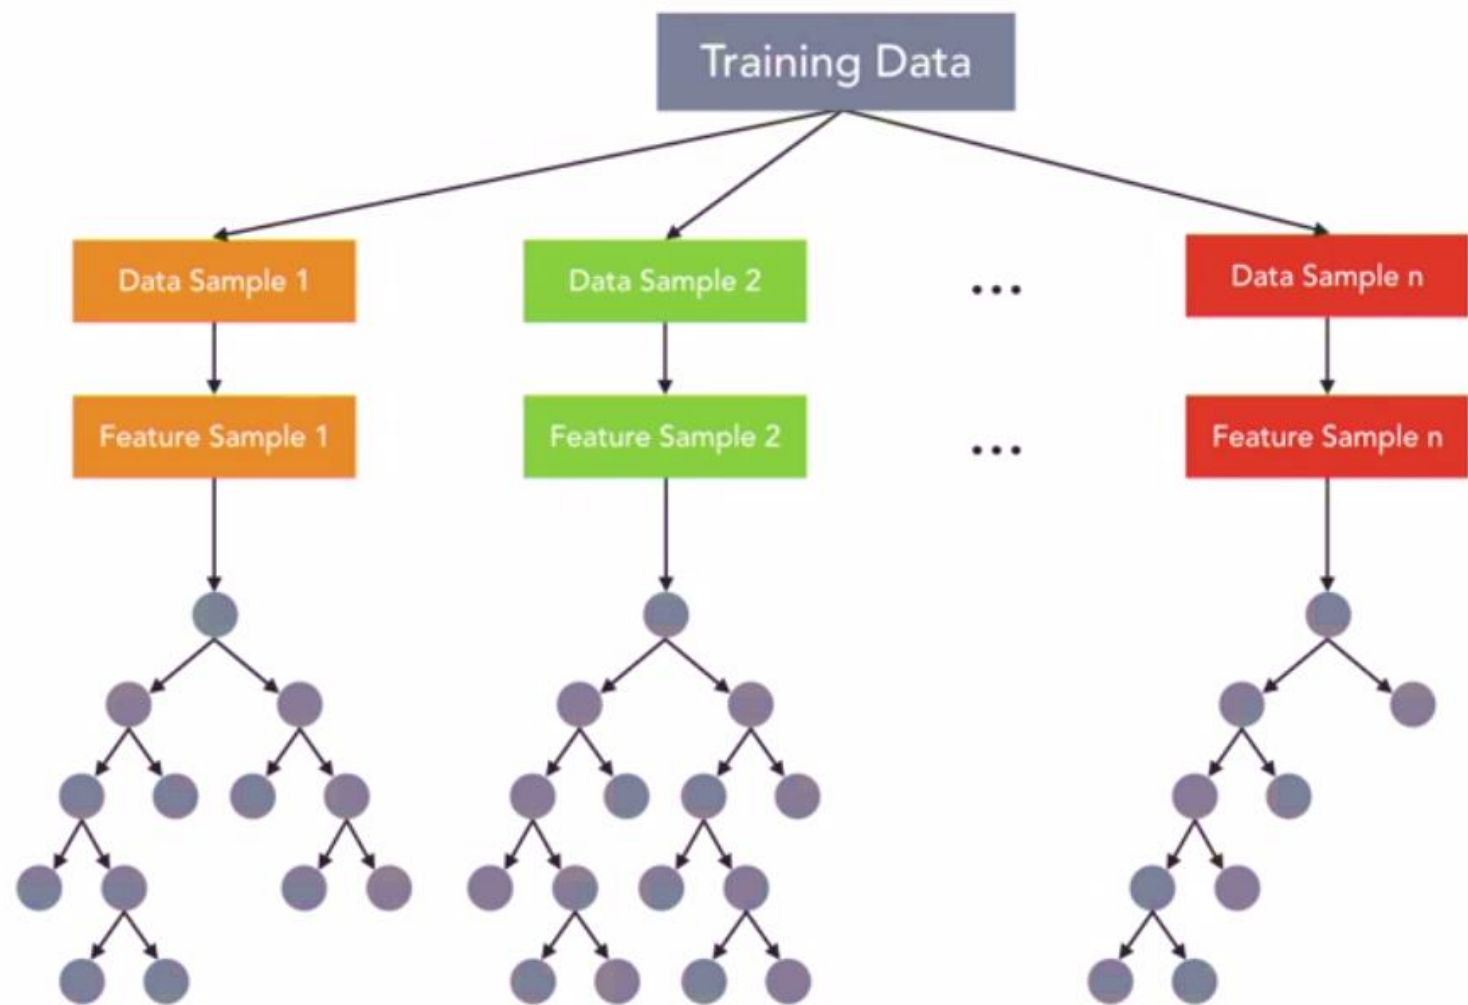 Training Data
Data Sample 1
Data Sample 2
...
Data Sample n
Feature Sample 1
Feature Sample 2
...
Feature Sample n